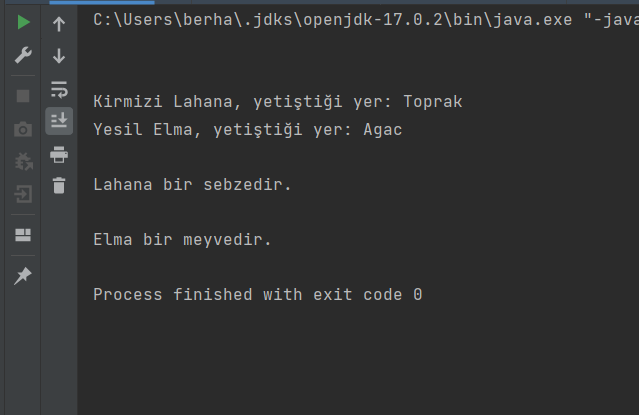 C:\Users\berha\.jdks\openjdk-17.0.2\bin\java.exe "-java
Kirmizi Lahana, yetiştiği yer: Toprak
Yesil Elma, yetiştiği yer: Agac
Lahana bir sebzedir.
Elma bir meyvedir.
Process finished with exit code 0